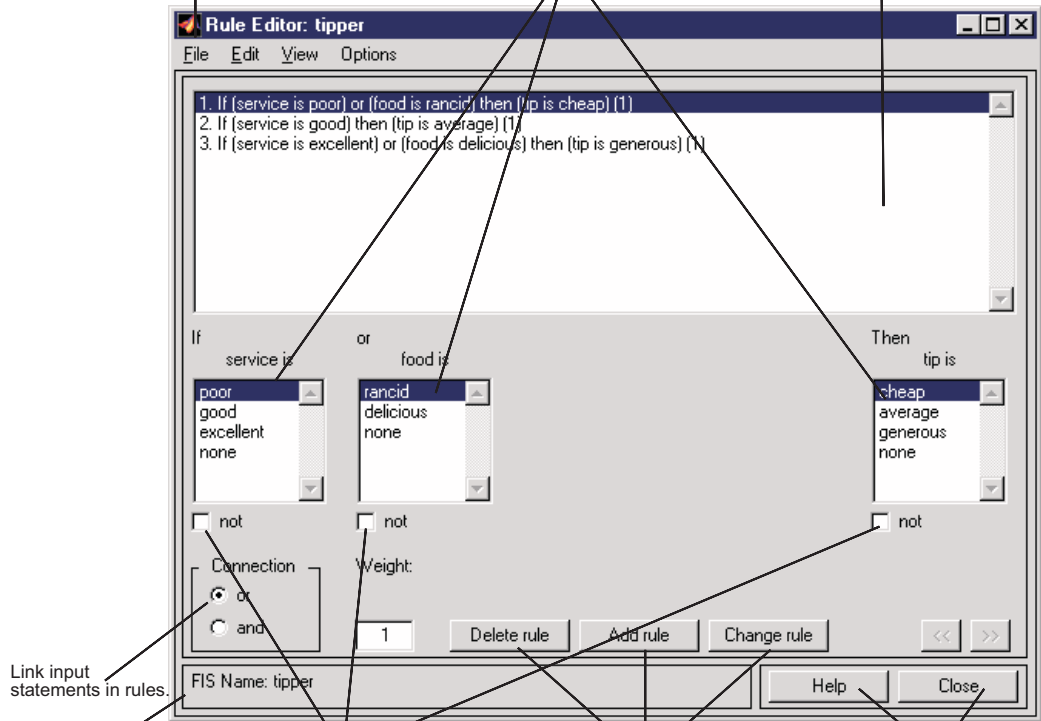 Rule Editor: tipper
File Edit View Options
1. If (service is poor) or (food is rancid) then (tip is cheap) (1)
2. If (service is good) then (tip is average) (1)
3. If (service is excellent) or (food is delicious) then (tip is generous) (1)
If or Then
service is food is tip is
poor rancid cheap
good delicious average
excellent none generous
none none
not not not
Connection Weight:
or
and 1 Delete rule Add rule Change rule << >>
Link input
statements in rules.
FIS Name: tipper Help Close